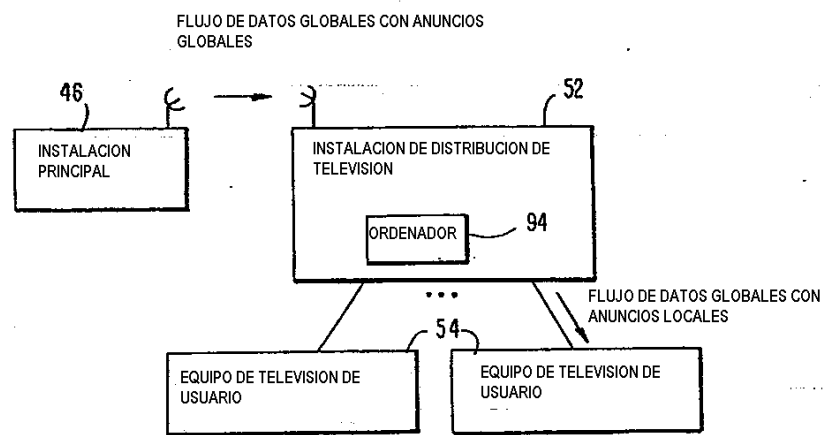 FLUJO DE DATOS GLOBALES CON ANUNCIOS
GLOBALES
46
52
INSTALACION
PRINCIPAL
INSTALACION DE DISTRIBUCION DE
TELEVISION
ORDENADOR
94
FLUJO DE DATOS GLOBALES CON
ANUNCIOS LOCALES
54
EQUIPO DE TELEVISION DE
USUARIO
EQUIPO DE TELEVISION DE
USUARIO